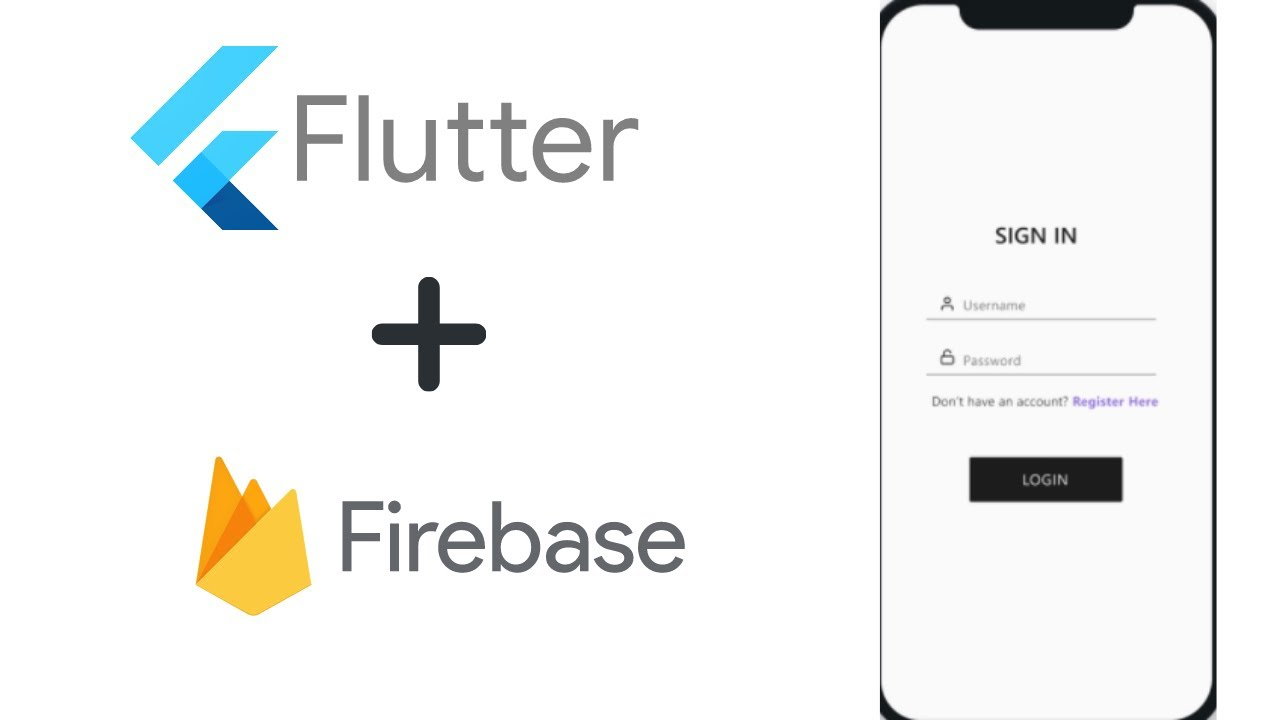 Flutter
Firebase
SIGN IN
Username
Password
Don't have an account? Register Here
LOGIN